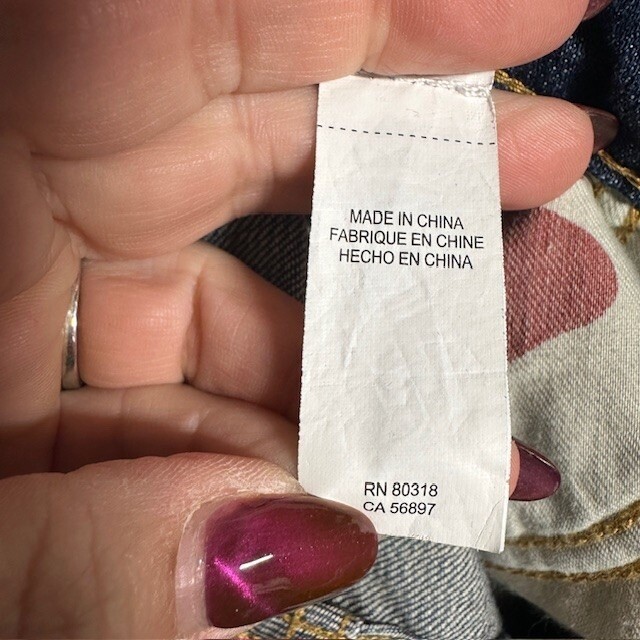 MADE IN CHINA
FABRIQUE EN CHINE
HECHO EN CHINA
RN 80318
CA 56897